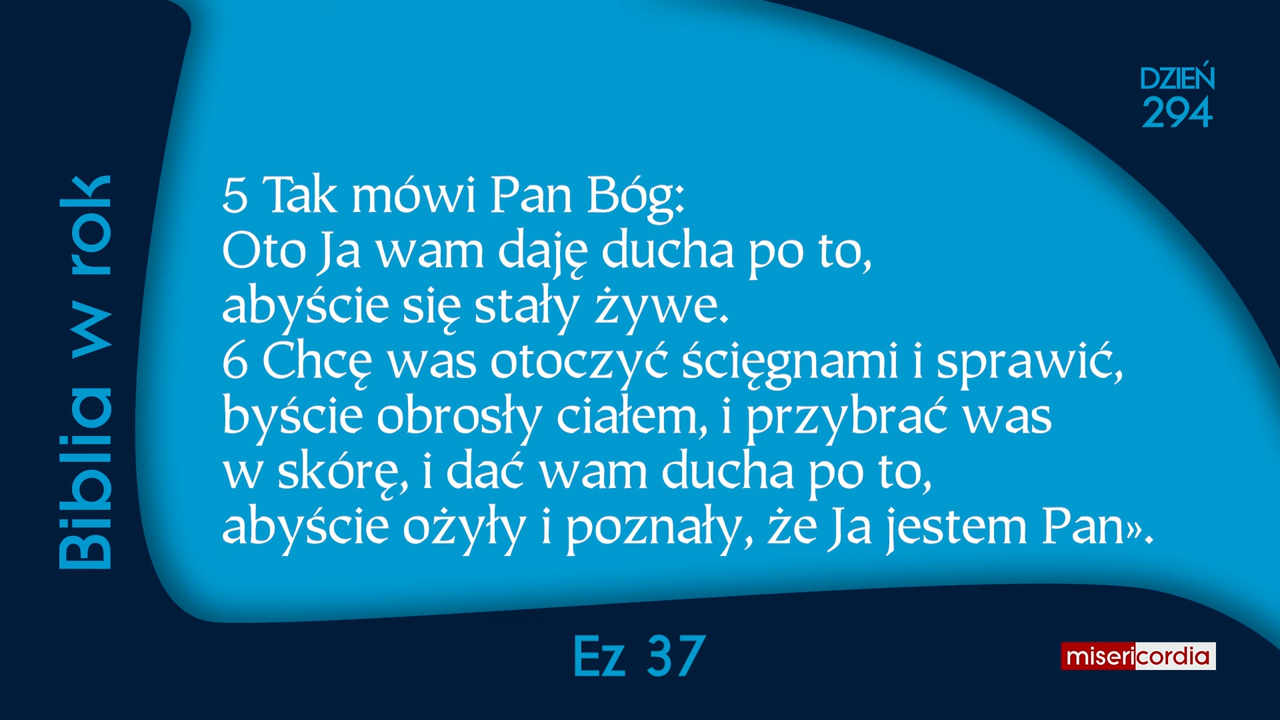 DZIEŃ
294
Biblia w rok
5 Tak mówi Pan Bóg:
Oto Ja wam daję ducha po to,
abyście się stały żywe.
6 Chcę was otoczyć ścięgnami i sprawić,
byście obrosły ciałem, i przybrać was
w skórę, i dać wam ducha po to,
abyście ożyły i poznały, że Ja jestem Pan».
Ez 37
misericordia